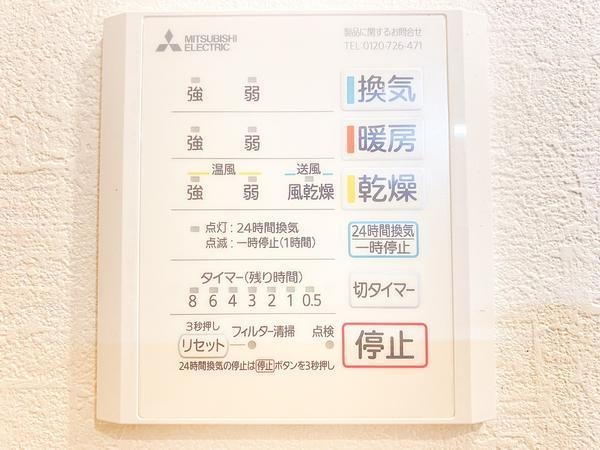 MITSUBISHI
ELECTRIC
製品に関するお問合せ
TEL:0120-726-471
強 弱 換気
強 弱 暖房
温風 送風
強 弱 風乾燥 乾燥
点灯:24時間換気
点滅:一時停止(1時間)
24時間換気
一時停止
タイマー(残り時間)
8 6 4 3 2 1 0.5
切タイマー
3秒押し
リセット フィルター清掃 点検
停止
24時間換気の停止は停止ボタンを3秒押し